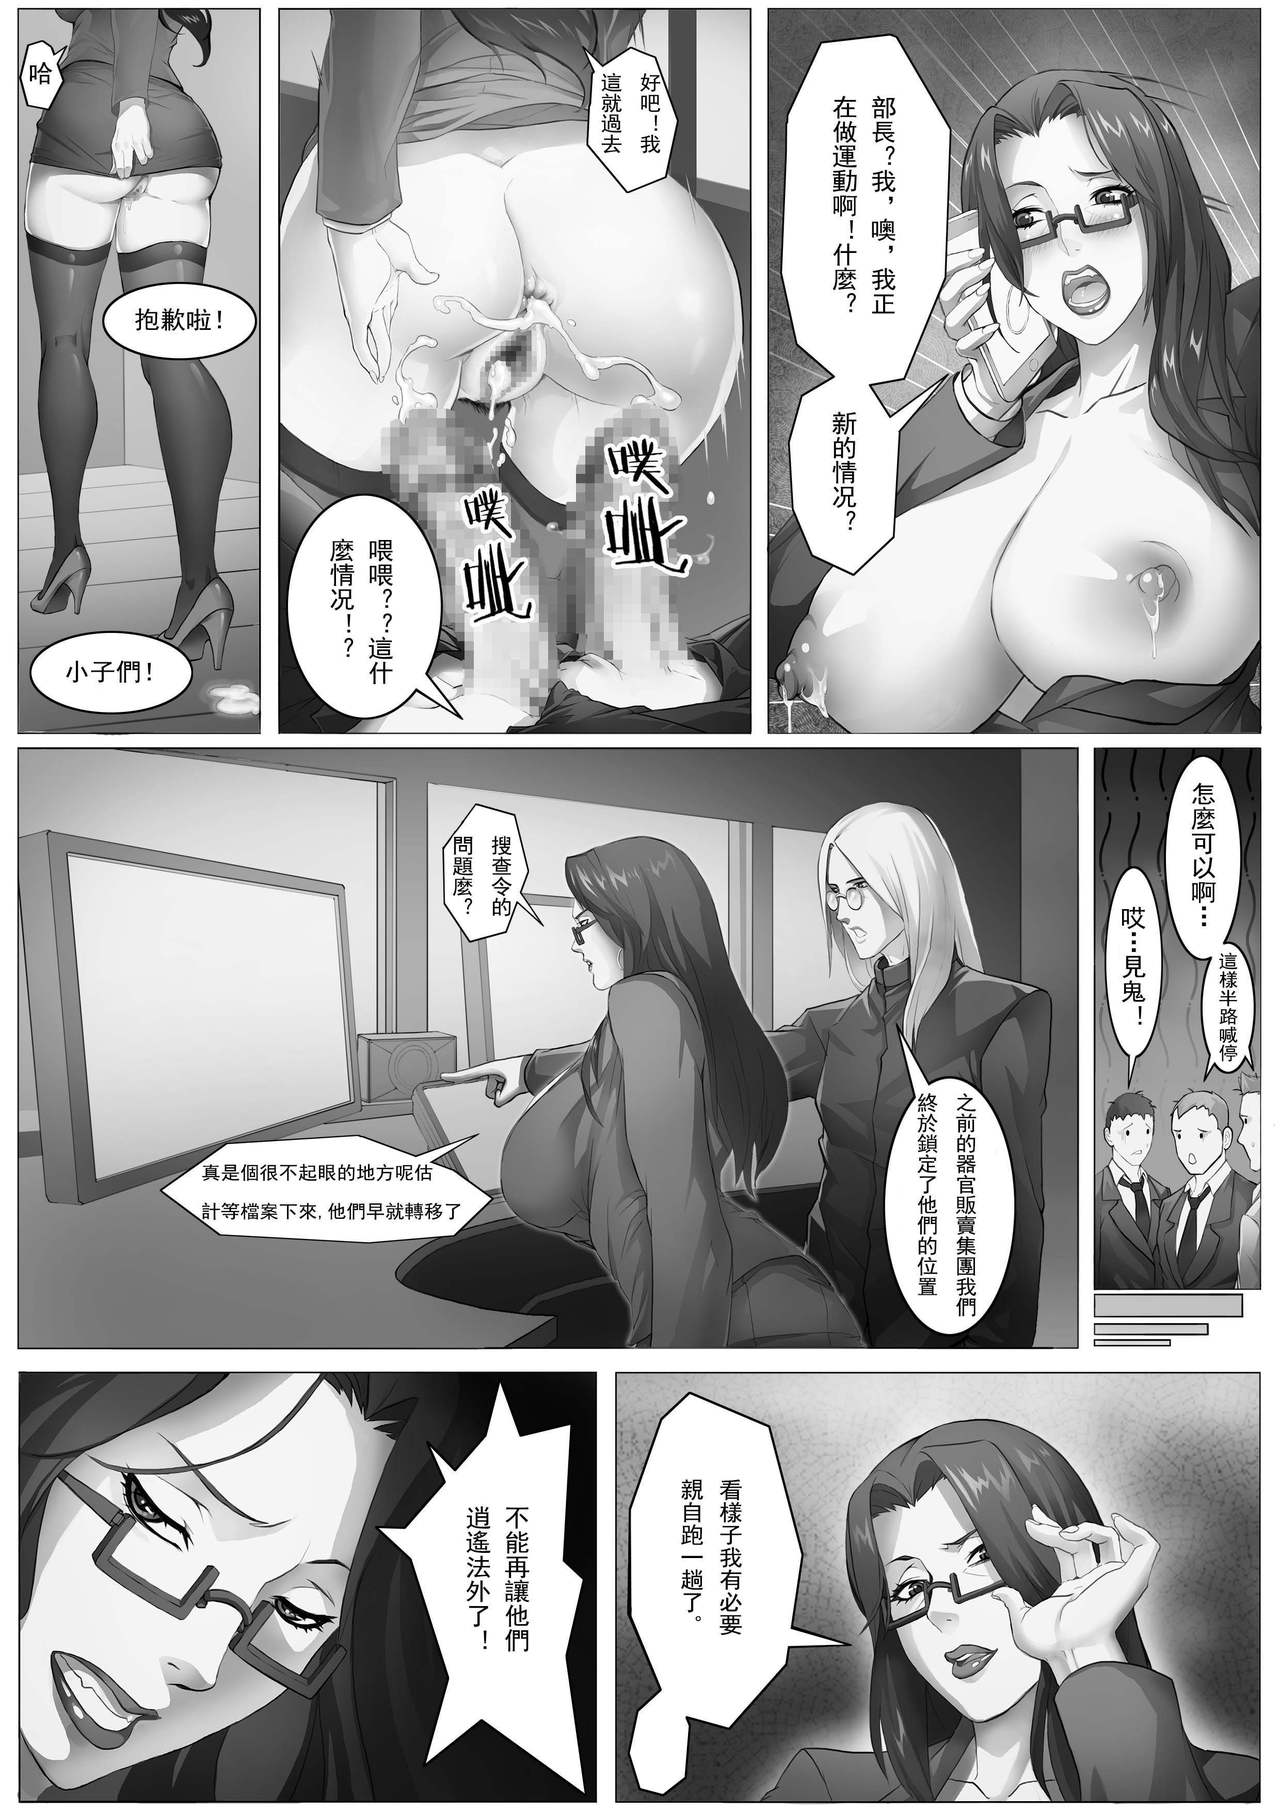 部長？我，噢，我正
在做運動啊！什麼？
新的情況？
好吧！我
這就過去
噗
噗
喂喂？？這什
麼情況！？
哈
抱歉啦！
小子們！
怎麼可以啊…
這樣半路喊停
哎…見鬼！
之前的器官販賣集團我們
終於鎖定了他們的位置
搜查令的
問題麼？
真是個很不起眼的地方呢估
計等檔案下來，他們早就轉移了
看樣子我有必要
親自跑一趟了。
不能再讓他們
逍遙法外了！